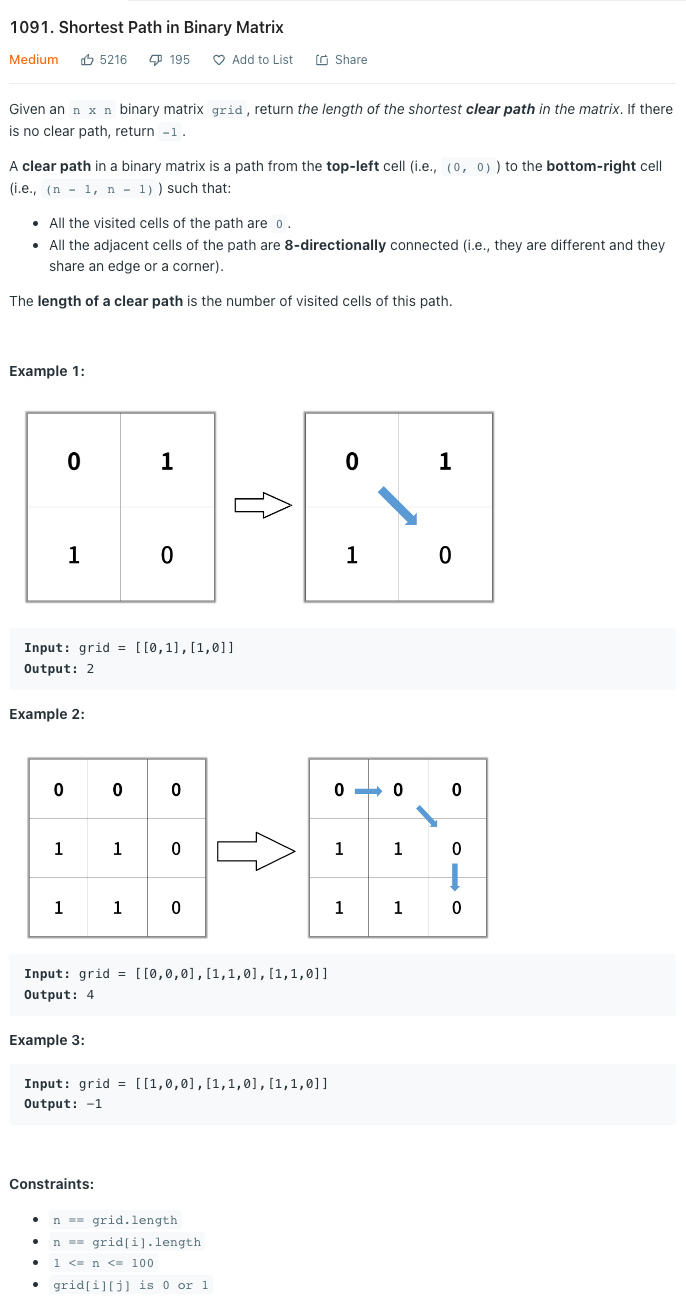 1091. Shortest Path in Binary Matrix
Medium 5216 195 Add to List Share
Given an n x n binary matrix grid, return the length of the shortest clear path in the matrix. If there
is no clear path, return -1.
A clear path in a binary matrix is a path from the top-left cell (i.e., (0, 0)) to the bottom-right cell
(i.e., (n - 1, n - 1)) such that:
• All the visited cells of the path are 0.
• All the adjacent cells of the path are 8-directionally connected (i.e., they are different and they
share an edge or a corner).
The length of a clear path is the number of visited cells of this path.
Example 1:
0 1 0 1
1 0 1 0
Input: grid = [[0,1],[1,0]]
Output: 2
Example 2:
0 0 0 0 0 0
1 1 0 1 1 0
1 1 0 1 1 0
Input: grid = [[0,0,0],[1,1,0],[1,1,0]]
Output: 4
Example 3:
Input: grid = [[1,0,0],[1,1,0],[1,1,0]]
Output: -1
Constraints:
• n == grid.length
• n == grid[i].length
• 1 <= n <= 100
• grid[i][j] is 0 or 1